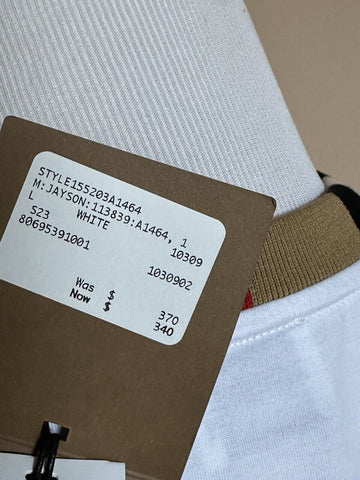 STYLE155203A1464
M:JAYSON:113839:A1464, 1
L 10309
WHITE
S23 1030902
80695391001
Was $ 370
Now $ 340